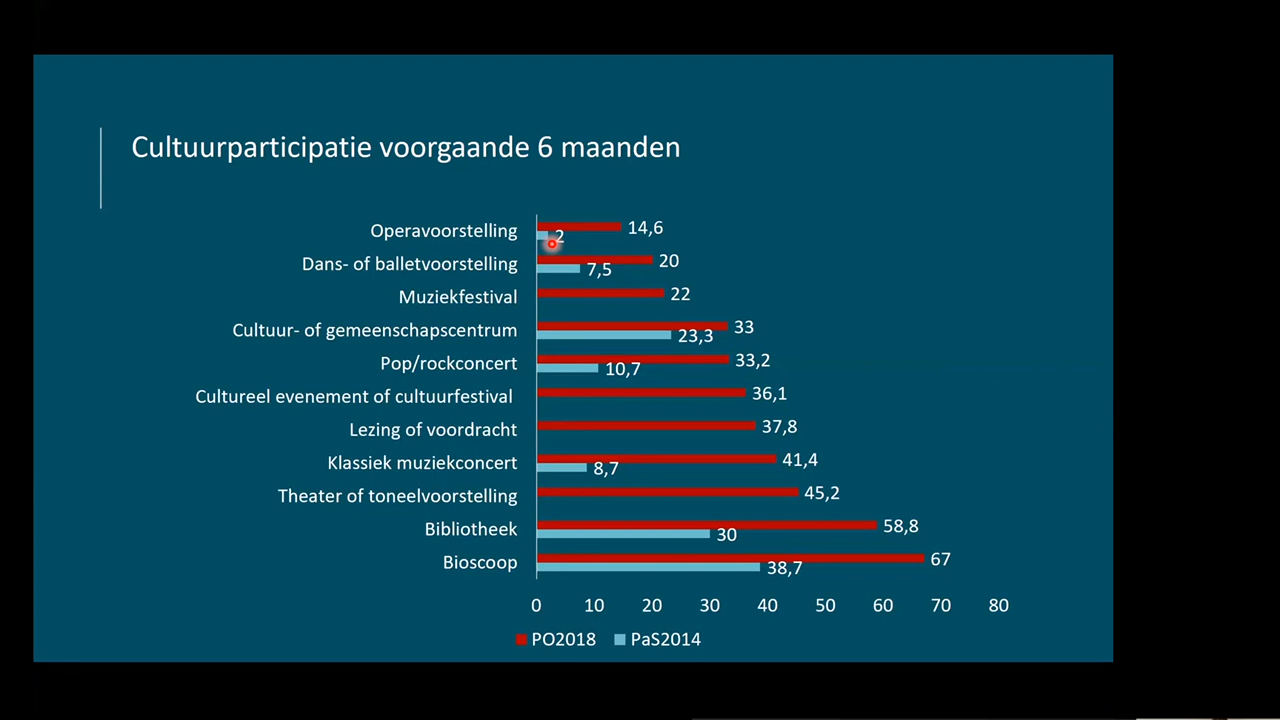 Cultuurparticipatie voorgaande 6 maanden
Operavoorstelling 14,6
2
Dans- of balletvoorstelling 20
7,5
Muziekfestival 22
Cultuur- of gemeenschapscentrum 33
23,3
Pop/rockconcert 33,2
10,7
Cultureel evenement of cultuurfestival 36,1
Lezing of voordracht 37,8
Klassiek muziekconcert 41,4
8,7
Theater of toneelvoorstelling 45,2
Bibliotheek 58,8
30
Bioscoop 67
38,7
0 10 20 30 40 50 60 70 80
PO2018 PaS2014